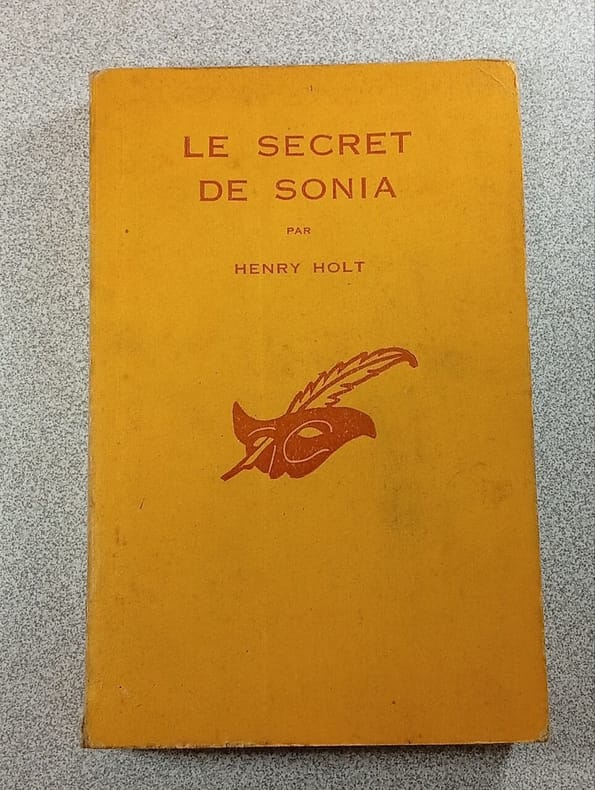 LE SECRET
DE SONIA
PAR
HENRY HOLT